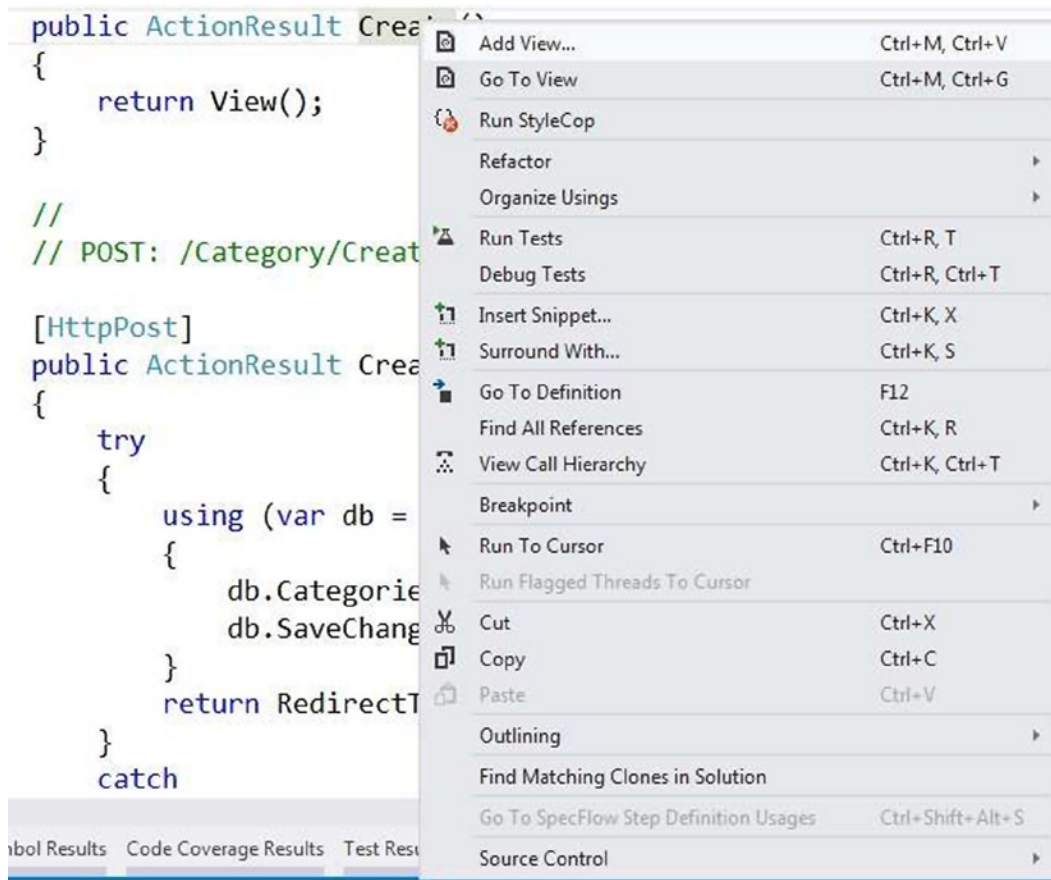 public ActionResult Crea
{
return View();
}
//
// POST: /Category/Creat
[HttpPost]
public ActionResult Crea
{
try
{
using (var db =
{
db.Categorie
db.SaveChang
}
return RedirectT
}
catch
nbol Results Code Coverage Results Test Resu
Add View... Ctrl+M, Ctrl+V
Go To View Ctrl+M, Ctrl+G
Run StyleCop
Refactor
Organize Usings
Run Tests Ctrl+R, T
Debug Tests Ctrl+R, Ctrl+T
Insert Snippet... Ctrl+K, X
Surround With... Ctrl+K, S
Go To Definition F12
Find All References Ctrl+K, R
View Call Hierarchy Ctrl+K, Ctrl+T
Breakpoint
Run To Cursor Ctrl+F10
Run Flagged Threads To Cursor
Cut Ctrl+X
Copy Ctrl+C
Paste Ctrl+V
Outlining
Find Matching Clones in Solution
Go To SpecFlow Step Definition Usages Ctrl+Shift+Alt+S
Source Control